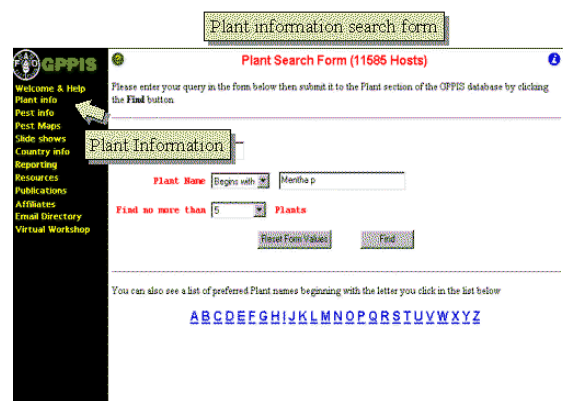 Plant information search form
FAO GPPIS
Plant Search Form (11585 Hosts)
i
Welcome & Help
Plant info
Pest info
Pest Maps
Slide shows
Country info
Reporting
Resources
Publications
Affiliates
Email Directory
Virtual Workshop
Please enter your query in the form below then submit it to the Plant section of the GPPIS database by clicking
the Find button
Plant Information
Plant Name Begins with Mentha p
Find no more than 5 Plants
Reset Form Values Find
You can also see a list of preferred Plant names beginning with the letter you click in the list below
A B C D E F G H I J K L M N O P Q R S T U V W X Y Z